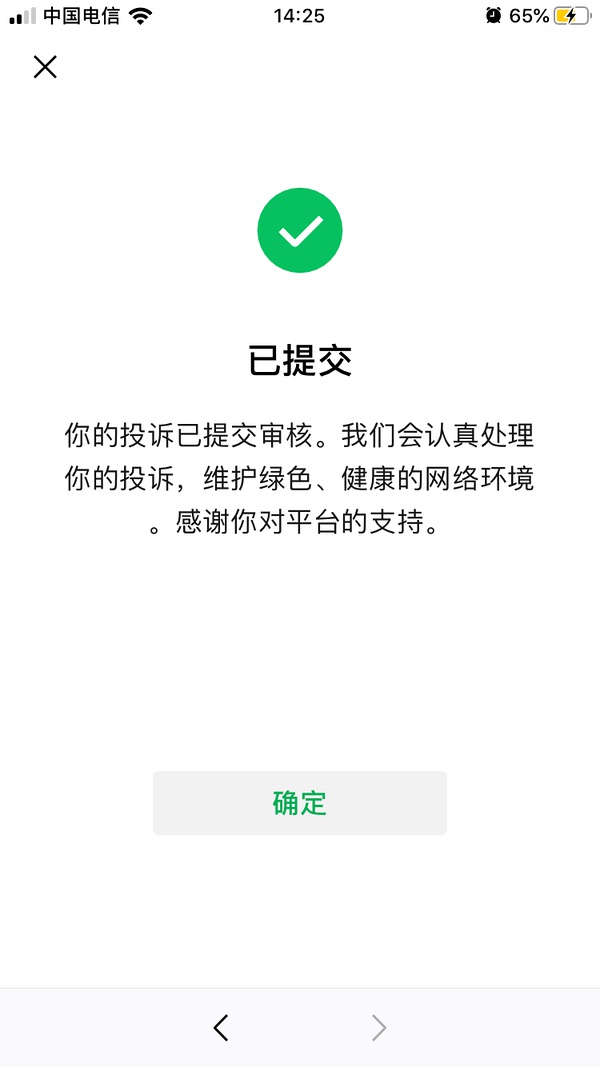 中国电信 14:25 65%
已提交
你的投诉已提交审核。我们会认真处理
你的投诉，维护绿色、健康的网络环境
。感谢你对平台的支持。
确定